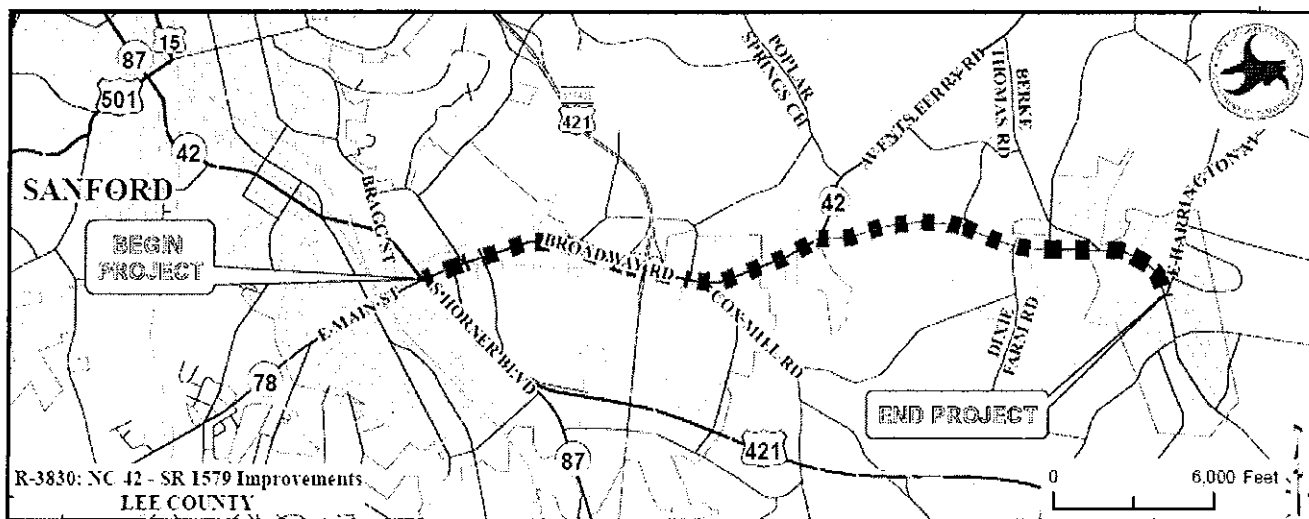 87
15
501
42
SANFORD
BEGIN
PROJECT
BRAGG ST
E MAIN ST
S HORNER BLVD
78
BROADWAY RD
421
COX MILL RD
POPLAR
SPRINGS CH
AVENTS FERRY RD
42
BERKE
THOMAS RD
DIXIE
FARM RD
E HARRINGTON AV
END PROJECT
87
421
0 6,000 Feet
R-3830: NC 42 - SR 1579 Improvements
LEE COUNTY